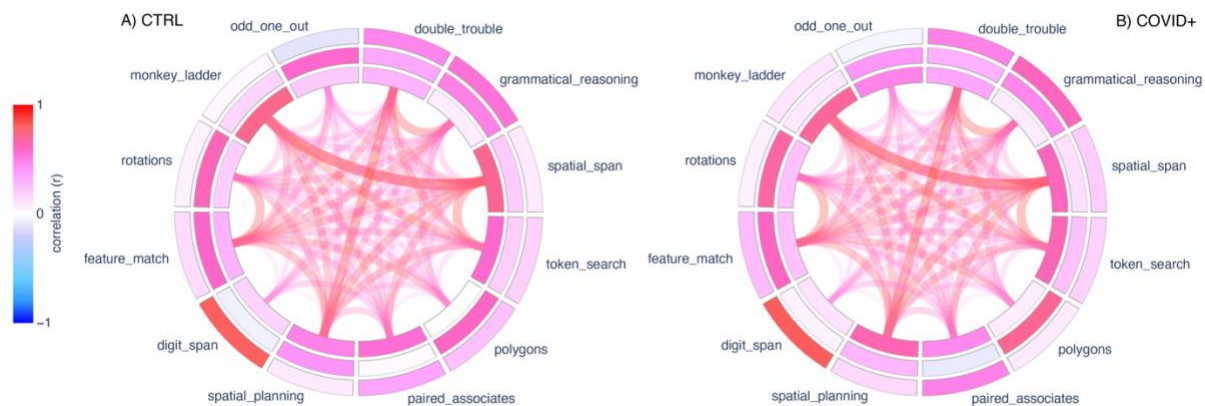 A) CTRL
odd_one_out
double_trouble
monkey_ladder
grammatical_reasoning
rotations
spatial_span
feature_match
token_search
digit_span
polygons
spatial_planning
paired_associates
1
0
−1
correlation (r)
B) COVID+
odd_one_out
double_trouble
monkey_ladder
grammatical_reasoning
rotations
spatial_span
feature_match
token_search
digit_span
polygons
spatial_planning
paired_associates